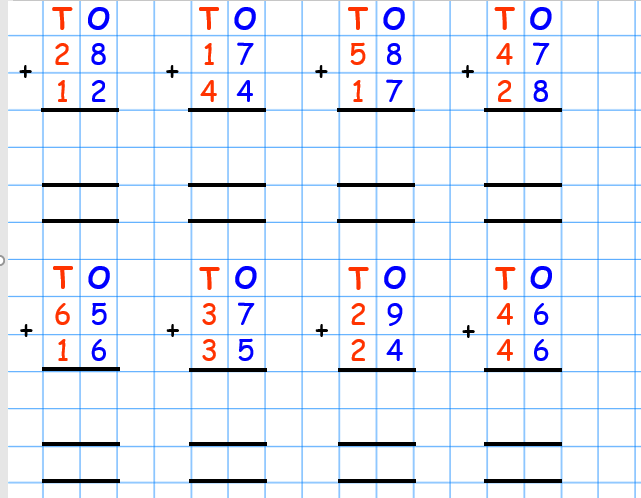 T O T O T O T O
2 8 1 7 5 8 4 7
+ + + +
1 2 4 4 1 7 2 8
T O T O T O T O
6 5 3 7 2 9 4 6
+ + + +
1 6 3 5 2 4 4 6